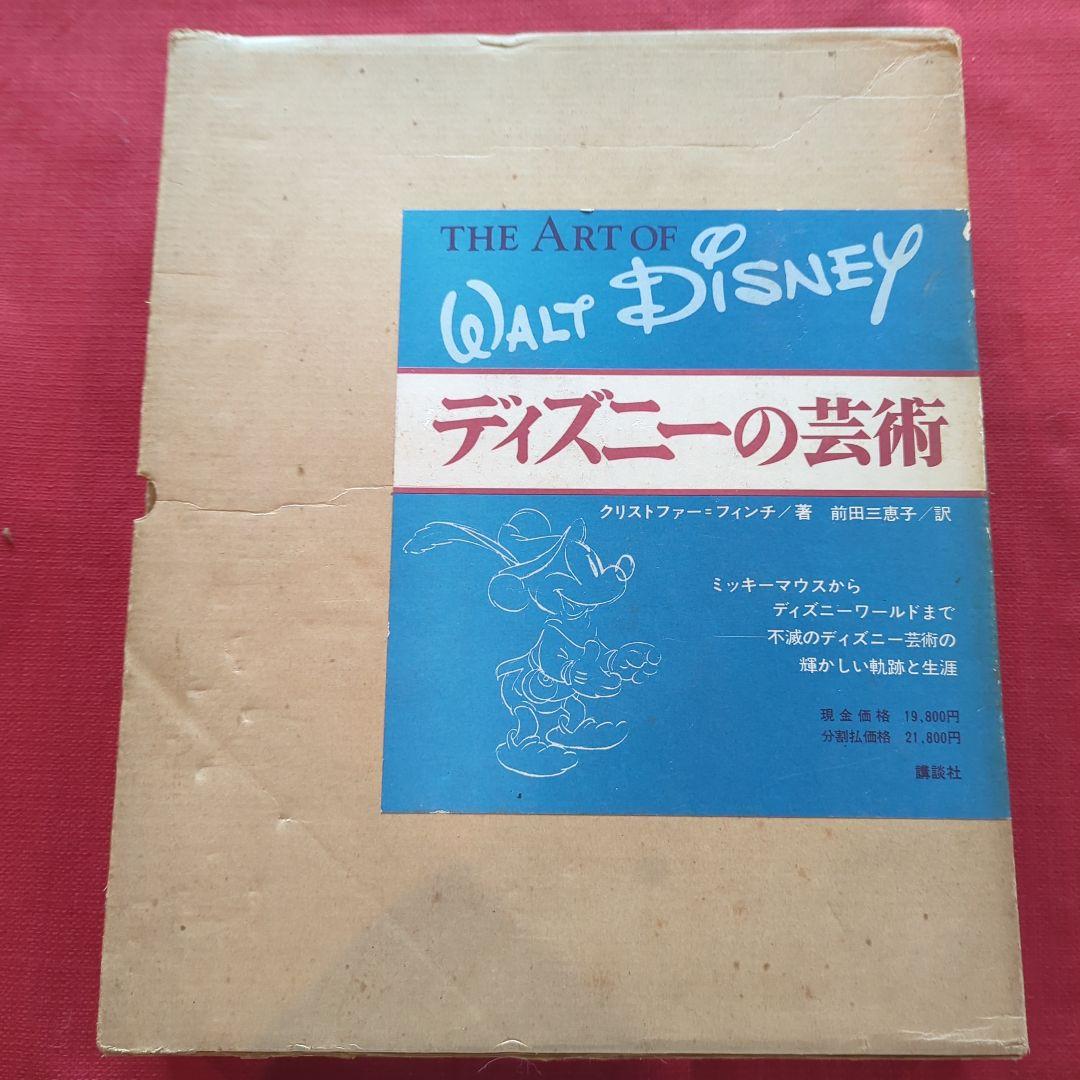 THE ART OF
WALT DISNEY
ディズニーの芸術
クリストファー=フィンチ/著 前田三恵子/訳
ミッキーマウスから
ディズニーワールドまで
不滅のディズニー芸術の
輝かしい軌跡と生涯
現金価格 19,800円
分割払価格 21,800円
講談社